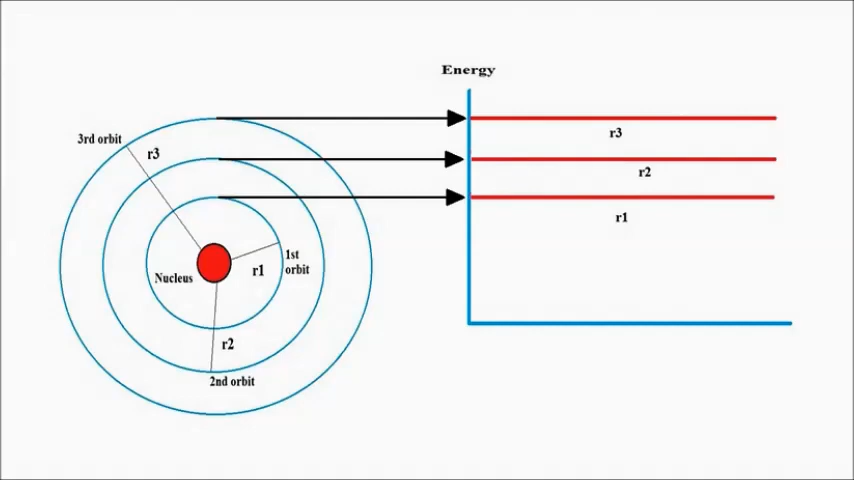 Energy
3rd orbit
r3
r3
r2
r1
1st
orbit
r1
Nucleus
r2
2nd orbit